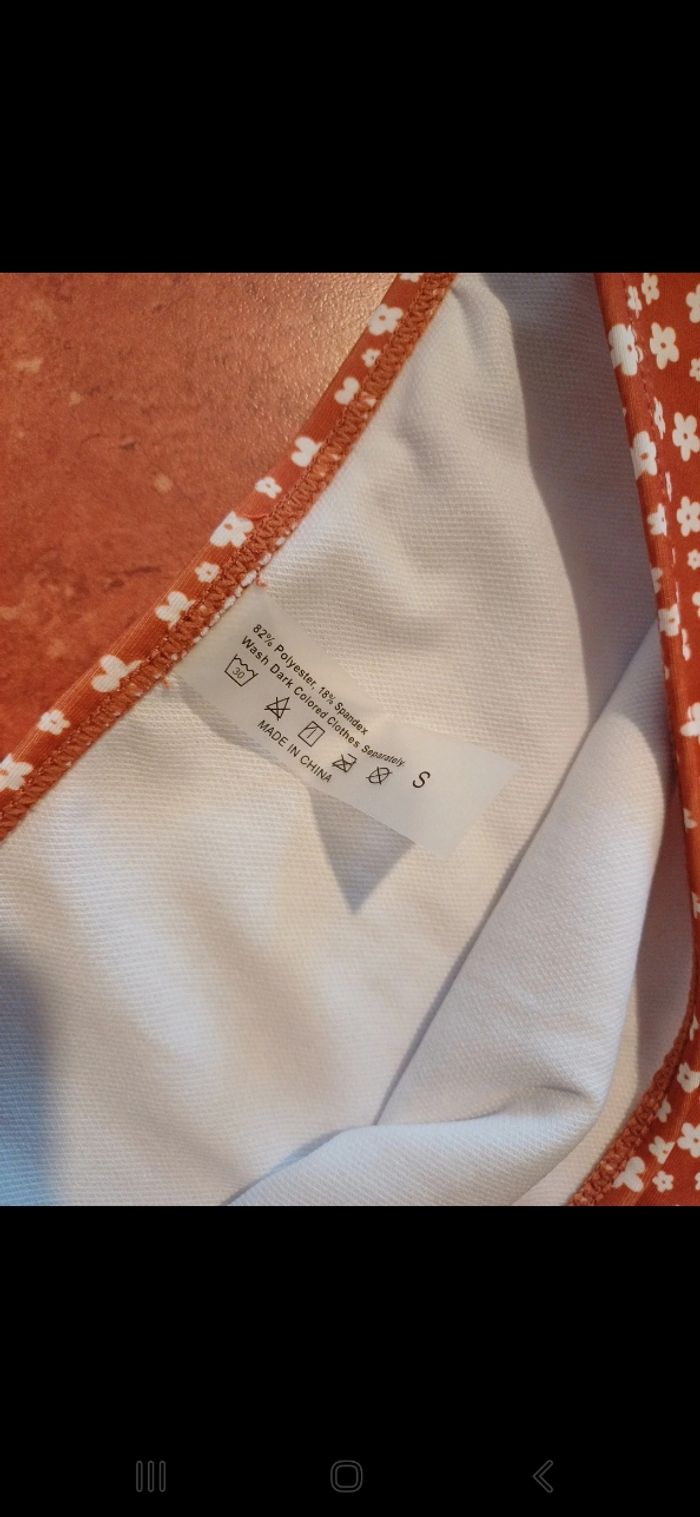 82% Polyester, 18% Spandex
Wash Dark Colored Clothes Separately.
30
MADE IN CHINA
S